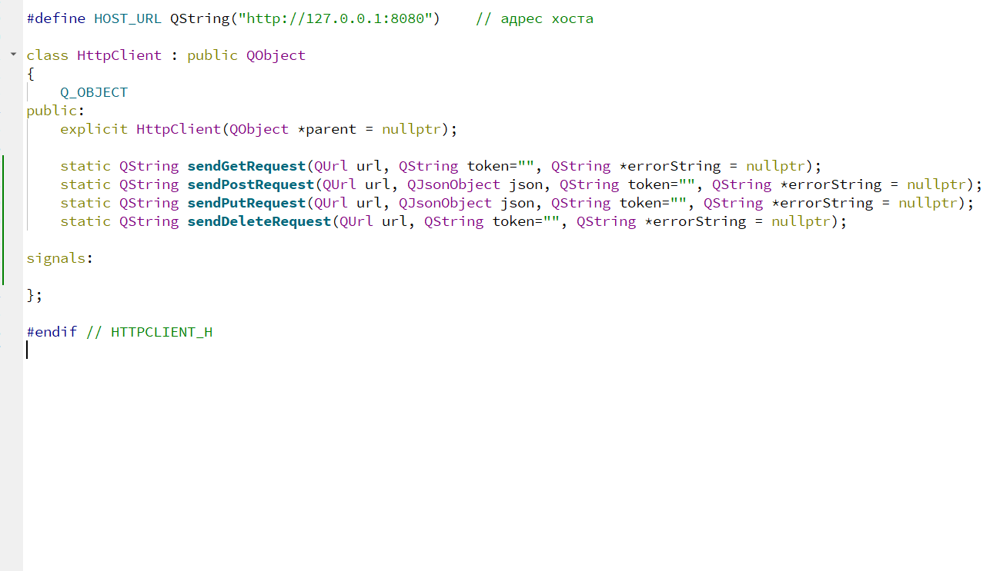 #define HOST_URL QString("http://127.0.0.1:8080")    // адрес хоста
class HttpClient : public QObject
{
    Q_OBJECT
public:
    explicit HttpClient(QObject *parent = nullptr);
    static QString sendGetRequest(QUrl url, QString token="", QString *errorString = nullptr);
    static QString sendPostRequest(QUrl url, QJsonObject json, QString token="", QString *errorString = nullptr);
    static QString sendPutRequest(QUrl url, QJsonObject json, QString token="", QString *errorString = nullptr);
    static QString sendDeleteRequest(QUrl url, QString token="", QString *errorString = nullptr);
signals:
};
#endif // HTTPCLIENT_H